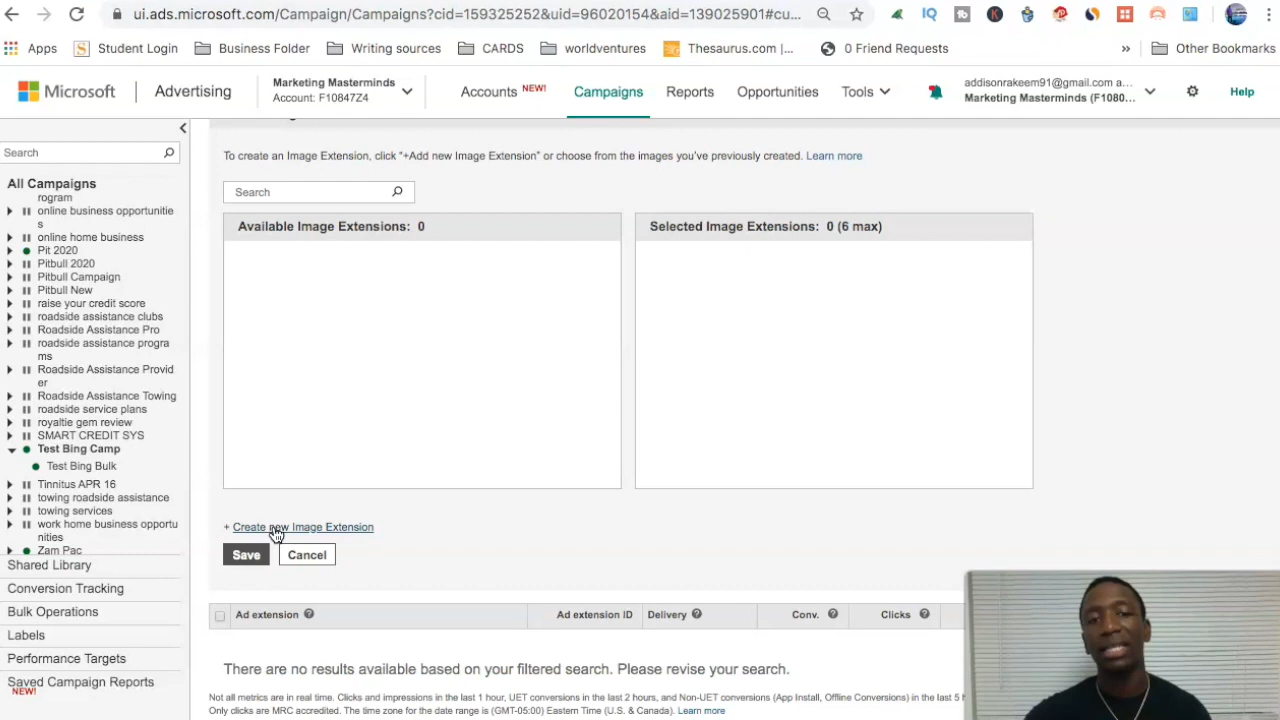 ui.ads.microsoft.com/Campaign/Campaigns?cid=159325252&uid=96020154&aid=139025901#cu...
Apps
Student Login
Business Folder
Writing sources
CARDS
worldventures
Thesaurus.com |...
0 Friend Requests
»
Other Bookmarks
Microsoft
Advertising
Marketing Masterminds
Account: F10847Z4
Accounts NEW!
Campaigns
Reports
Opportunities
Tools
addisonrakeem91@gmail.com a...
Marketing Masterminds (F1080...
Help
Search
All Campaigns
rogram
online business opportunitie
s
online home business
Pit 2020
Pitbull 2020
Pitbull Campaign
Pitbull New
raise your credit score
roadside assistance clubs
Roadside Assistance Pro
roadside assistance progra
ms
Roadside Assistance Provid
er
Roadside Assistance Towing
roadside service plans
royaltie gem review
SMART CREDIT SYS
Test Bing Camp
Test Bing Bulk
Tinnitus APR 16
towing roadside assistance
towing services
work home business opportu
nities
Zam Pac
Shared Library
Conversion Tracking
Bulk Operations
Labels
Performance Targets
Saved Campaign Reports
NEW!
To create an Image Extension, click "+Add new Image Extension" or choose from the images you've previously created. Learn more
Search
Available Image Extensions: 0
Selected Image Extensions: 0 (6 max)
+ Create new Image Extension
Save
Cancel
Ad extension
Ad extension ID
Delivery
Conv.
Clicks
There are no results available based on your filtered search. Please revise your search.
Not all metrics are in real time. Clicks and impressions in the last 1 hour, UET conversions in the last 2 hours, and Non-UET conversions (App Install, Offline Conversions) in the last 5
Only clicks are MRC accredited. The time zone for the date range is (GMT-05:00) Eastern Time (U.S. & Canada). Learn more